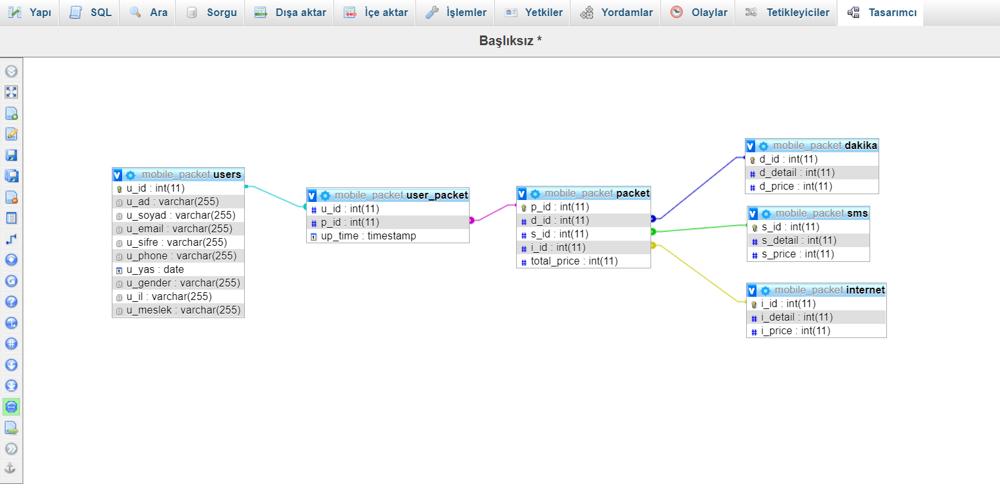 Yapı SQL Ara Sorgu Dışa aktar İçe aktar İşlemler Yetkiler Yordamlar Olaylar Tetikleyiciler Tasarımcı
Başlıksız *
mobile_packet users
u_id : int(11)
u_ad : varchar(255)
u_soyad : varchar(255)
u_email : varchar(255)
u_sifre : varchar(255)
u_phone : varchar(255)
u_yas : date
u_gender : varchar(255)
u_il : varchar(255)
u_meslek : varchar(255)
mobile_packet user_packet
u_id : int(11)
p_id : int(11)
up_time : timestamp
mobile_packet packet
p_id : int(11)
d_id : int(11)
s_id : int(11)
i_id : int(11)
total_price : int(11)
mobile_packet dakika
d_id : int(11)
d_detail : int(11)
d_price : int(11)
mobile_packet sms
s_id : int(11)
s_detail : int(11)
s_price : int(11)
mobile_packet internet
i_id : int(11)
i_detail : int(11)
i_price : int(11)